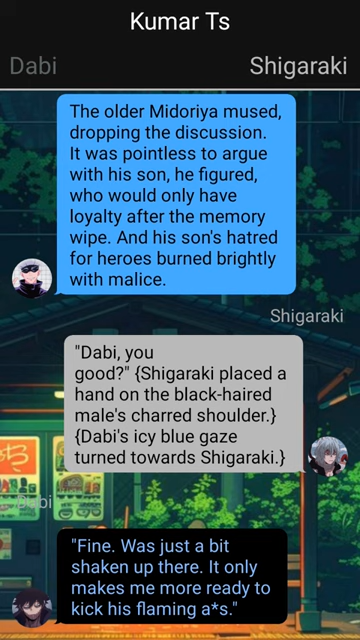 Kumar Ts
Dabi
Shigaraki
The older Midoriya mused,
dropping the discussion.
It was pointless to argue
with his son, he figured,
who would only have
loyalty after the memory
wipe. And his son's hatred
for heroes burned brightly
with malice.
Shigaraki
"Dabi, you
good?" {Shigaraki placed a
hand on the black-haired
male's charred shoulder.}
{Dabi's icy blue gaze
turned towards Shigaraki.}
Dabi
"Fine. Was just a bit
shaken up there. It only
makes me more ready to
kick his flaming a*s."